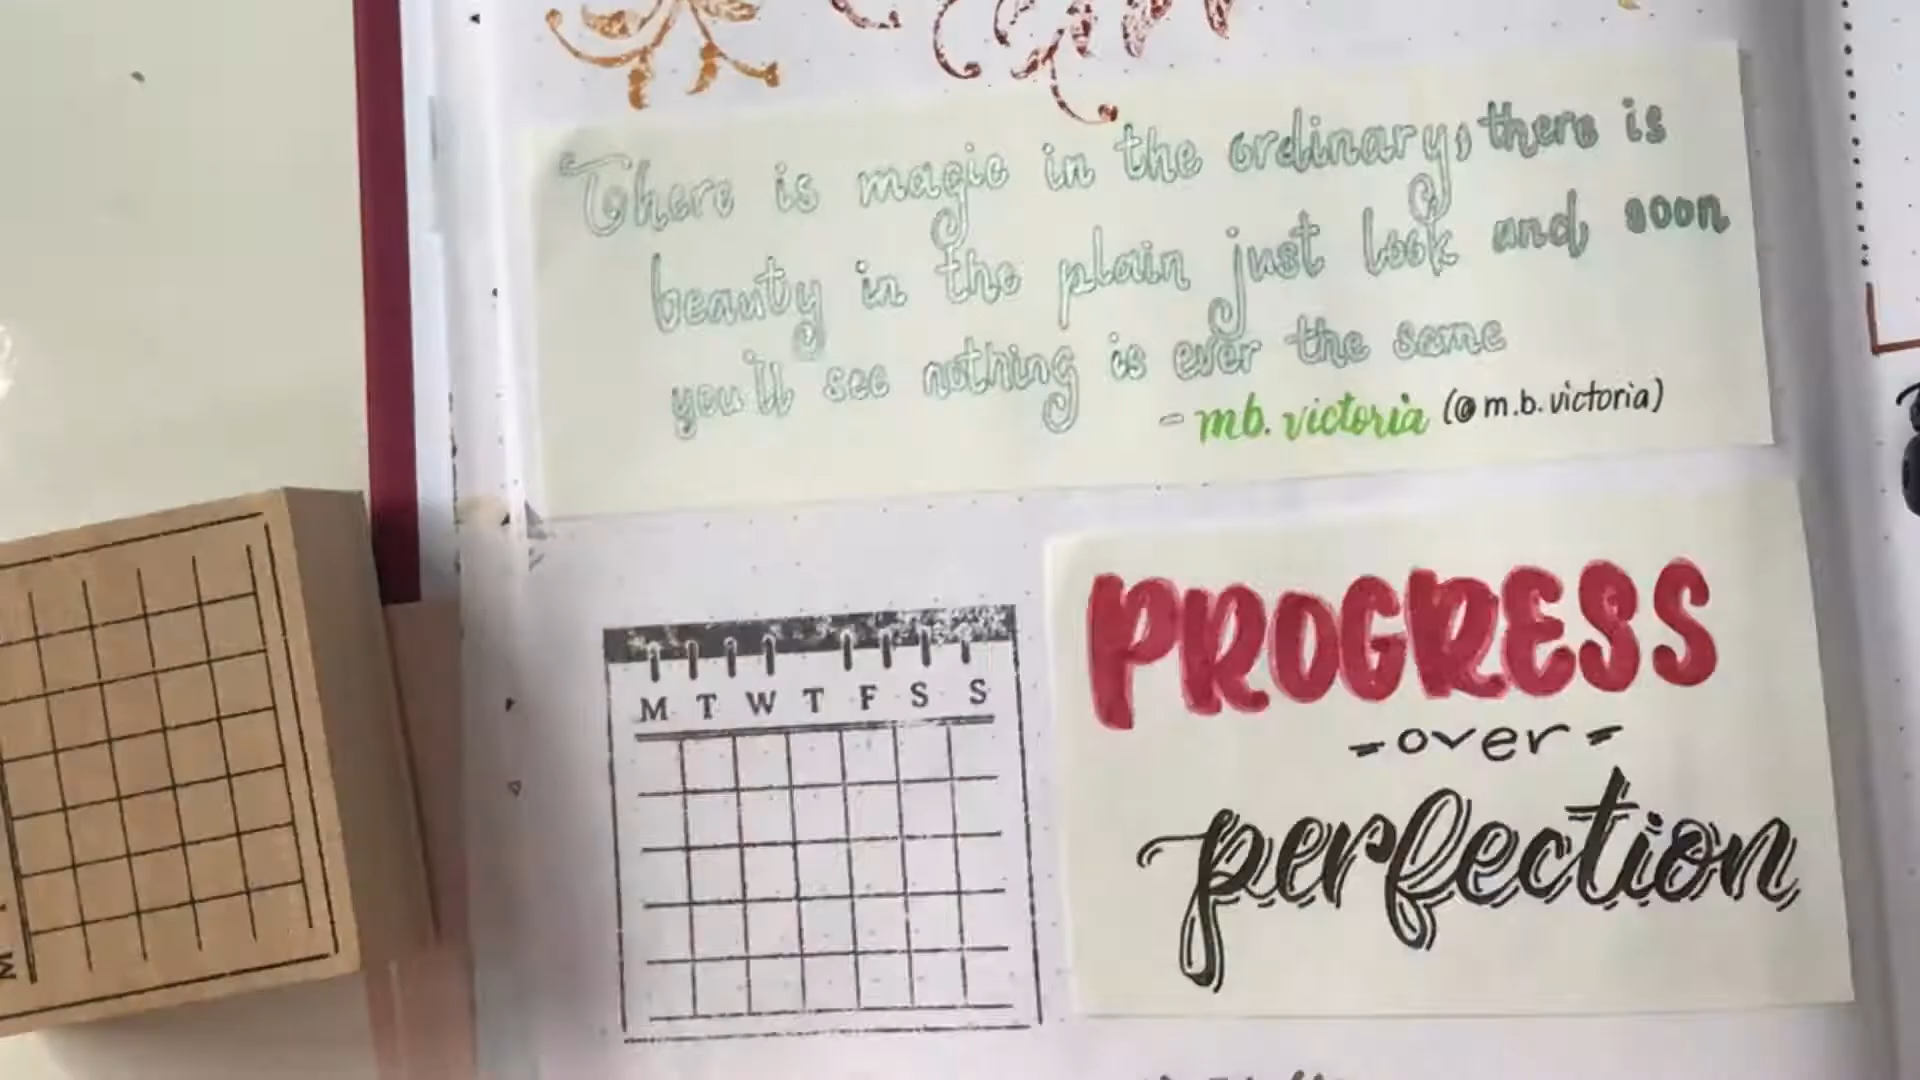 There is magic in the ordinary, there is
beauty in the plain just look and soon
you'll see nothing is ever the same
- mb. victoria (@m.b.victoria)
M T W T F S S
PROGRESS
- over -
perfection
M